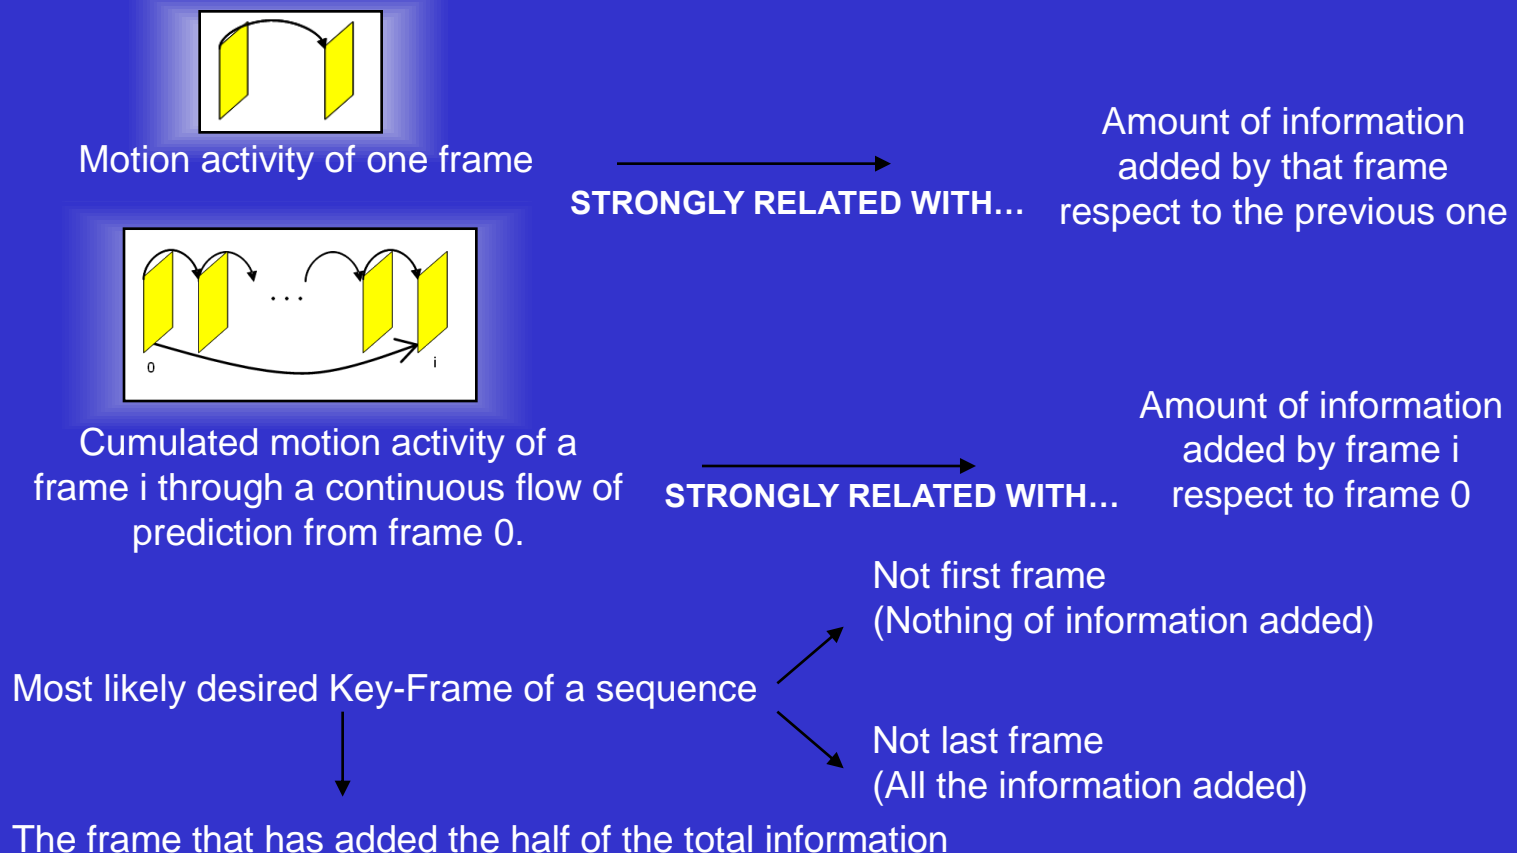 Motion activity of one frame
STRONGLY RELATED WITH…
Amount of information
added by that frame
respect to the previous one
. . .
0
i
Cumulated motion activity of a
frame i through a continuous flow of
prediction from frame 0.
STRONGLY RELATED WITH…
Amount of information
added by frame i
respect to frame 0
Not first frame
(Nothing of information added)
Most likely desired Key-Frame of a sequence
Not last frame
(All the information added)
The frame that has added the half of the total information